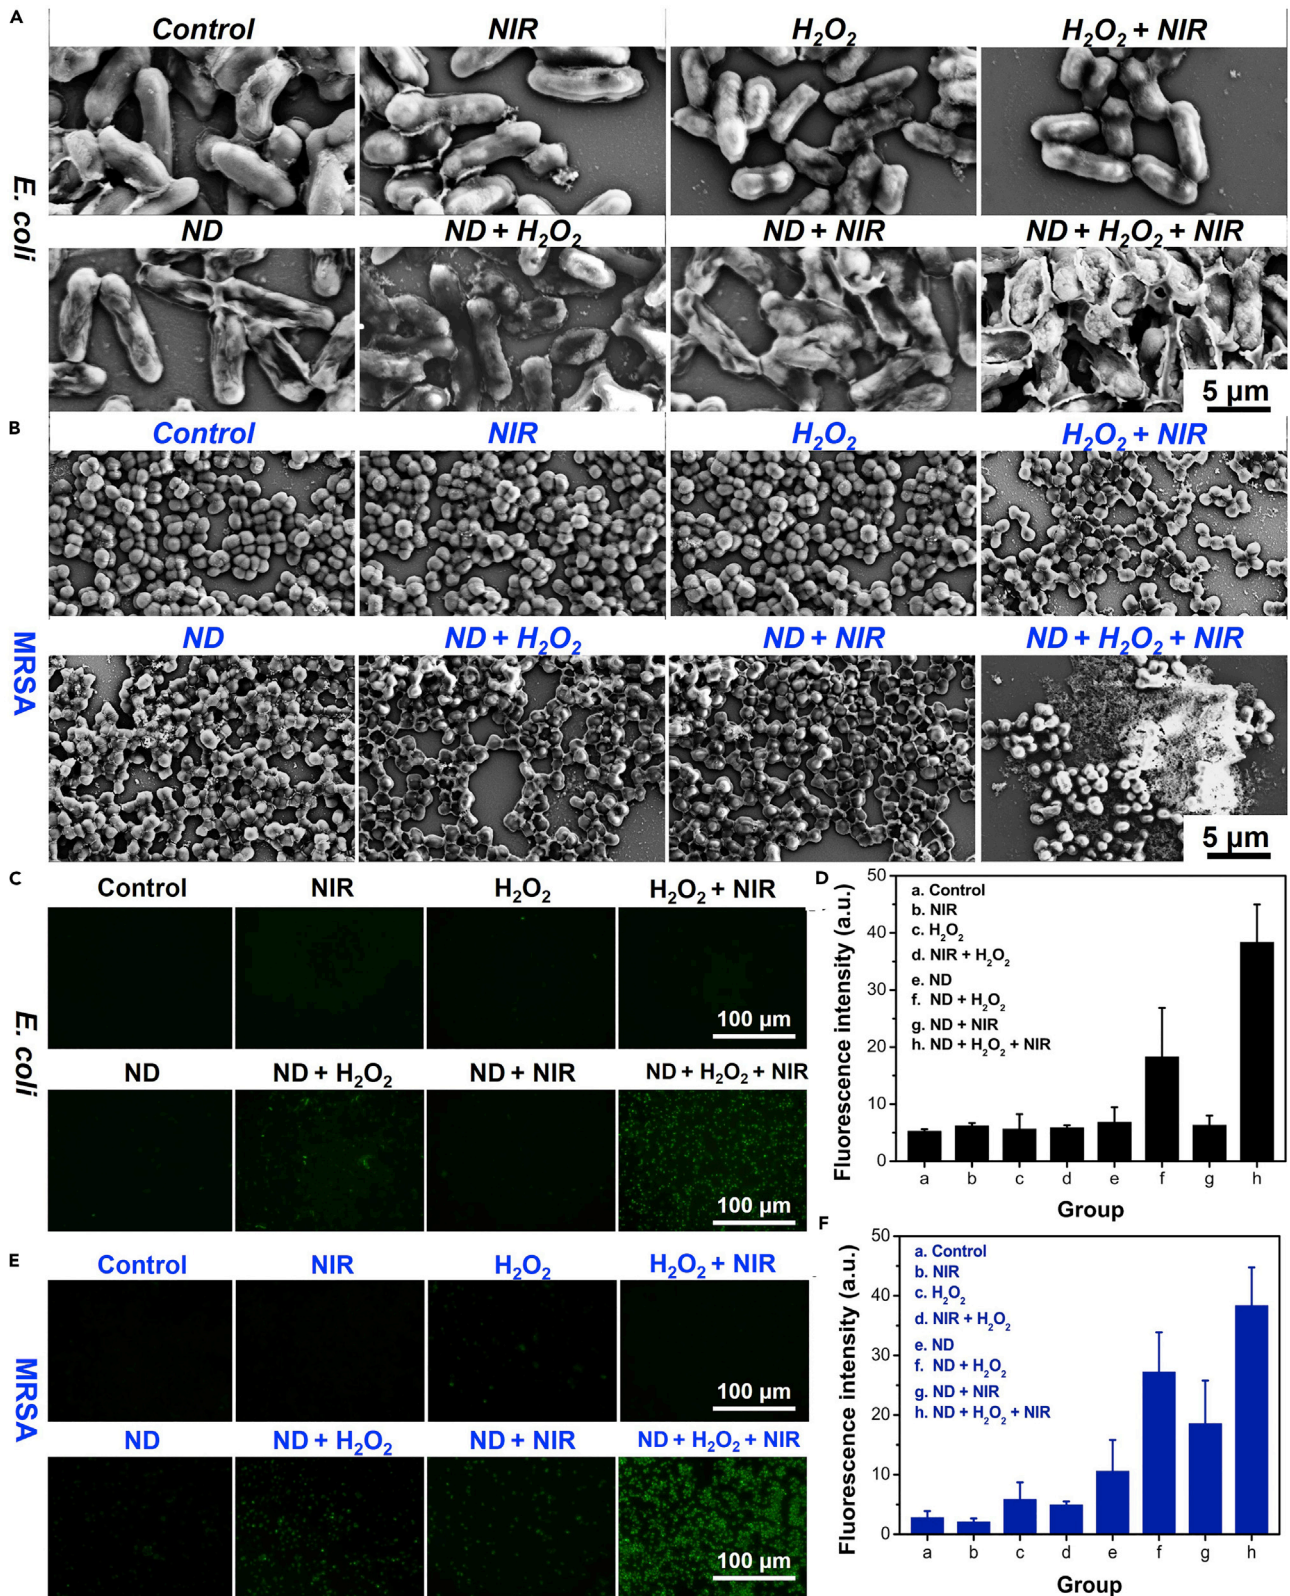 A
Control
NIR
H₂O₂
H₂O₂ + NIR
E. coli
ND
ND + H₂O₂
ND + NIR
ND + H₂O₂ + NIR
5 µm
B
Control
NIR
H₂O₂
H₂O₂ + NIR
MRSA
ND
ND + H₂O₂
ND + NIR
ND + H₂O₂ + NIR
5 µm
C
Control
NIR
H₂O₂
H₂O₂ + NIR
100 µm
E. coli
ND
ND + H₂O₂
ND + NIR
ND + H₂O₂ + NIR
100 µm
D
Fluorescence intensity (a.u.)
50
40
30
20
10
0
a. Control
b. NIR
c. H₂O₂
d. NIR + H₂O₂
e. ND
f. ND + H₂O₂
g. ND + NIR
h. ND + H₂O₂ + NIR
a b c d e f g h
Group
E
Control
NIR
H₂O₂
H₂O₂ + NIR
100 µm
MRSA
ND
ND + H₂O₂
ND + NIR
ND + H₂O₂ + NIR
100 µm
F
Fluorescence intensity (a.u.)
50
40
30
20
10
0
a. Control
b. NIR
c. H₂O₂
d. NIR + H₂O₂
e. ND
f. ND + H₂O₂
g. ND + NIR
h. ND + H₂O₂ + NIR
a b c d e f g h
Group